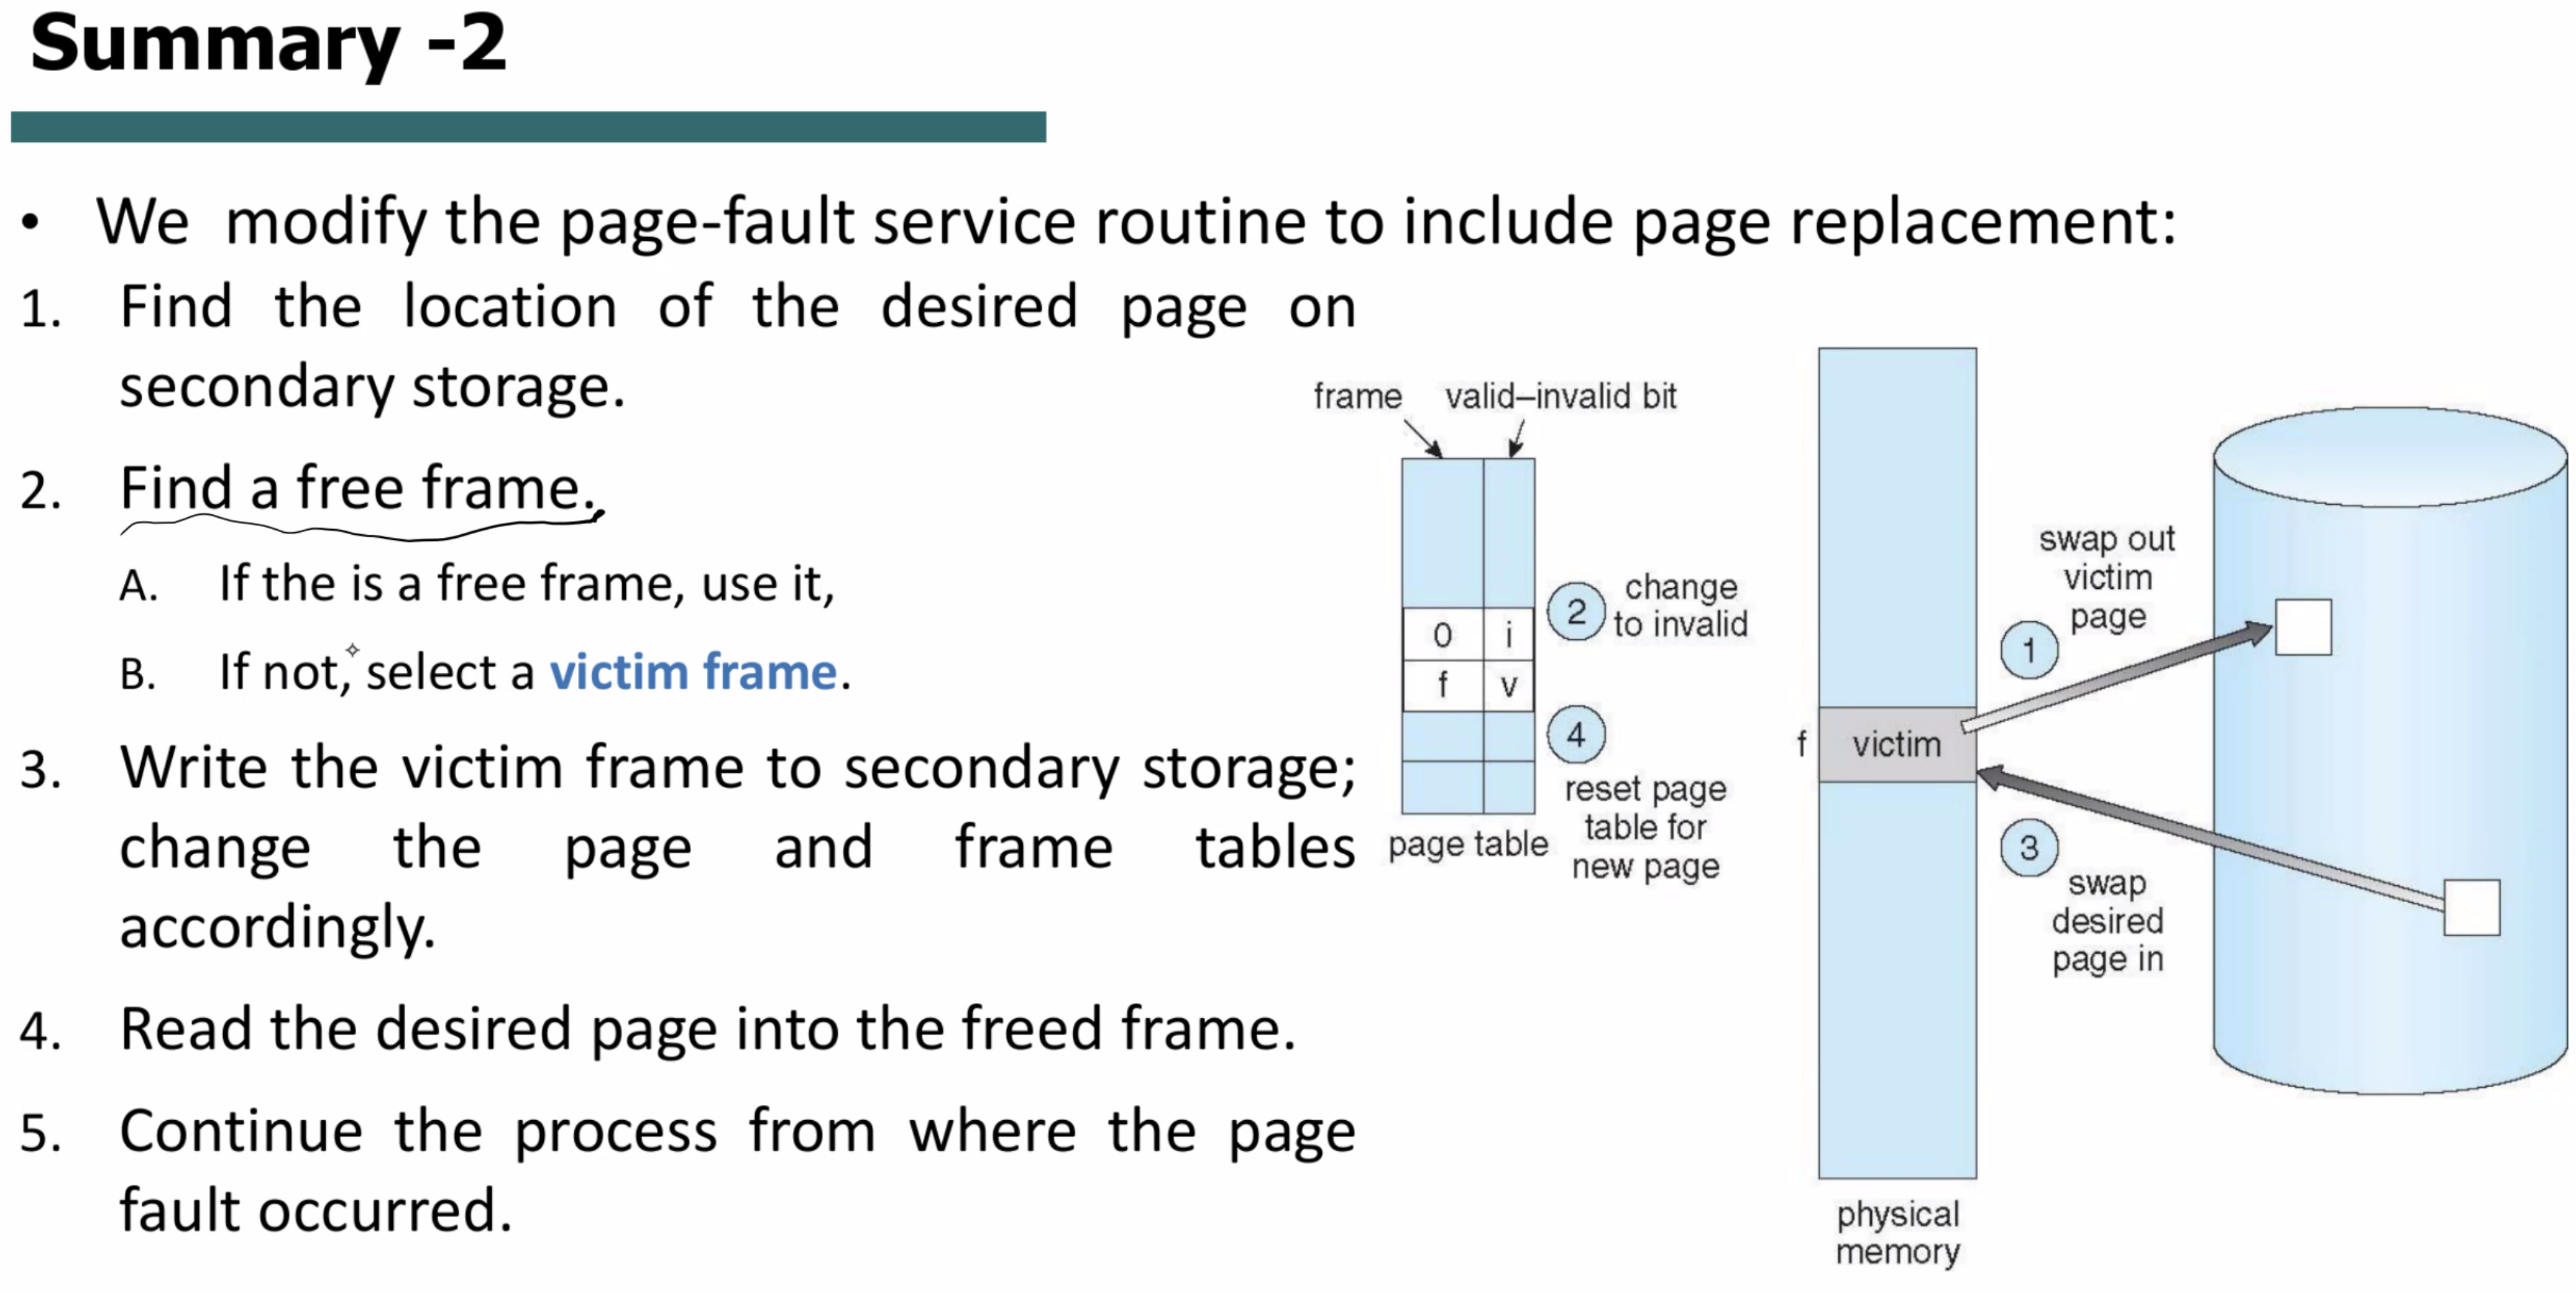 Summary -2
• We modify the page-fault service routine to include page replacement:
1. Find the location of the desired page on
secondary storage.
2. Find a free frame.
A. If the is a free frame, use it,
B. If not, select a victim frame.
3. Write the victim frame to secondary storage;
change the page and frame tables
accordingly.
4. Read the desired page into the freed frame.
5. Continue the process from where the page
fault occurred.
frame valid–invalid bit
0 i
f v
page table
2 change
to invalid
4
reset page
table for
new page
f victim
physical
memory
swap out
victim
page
1
3
swap
desired
page in